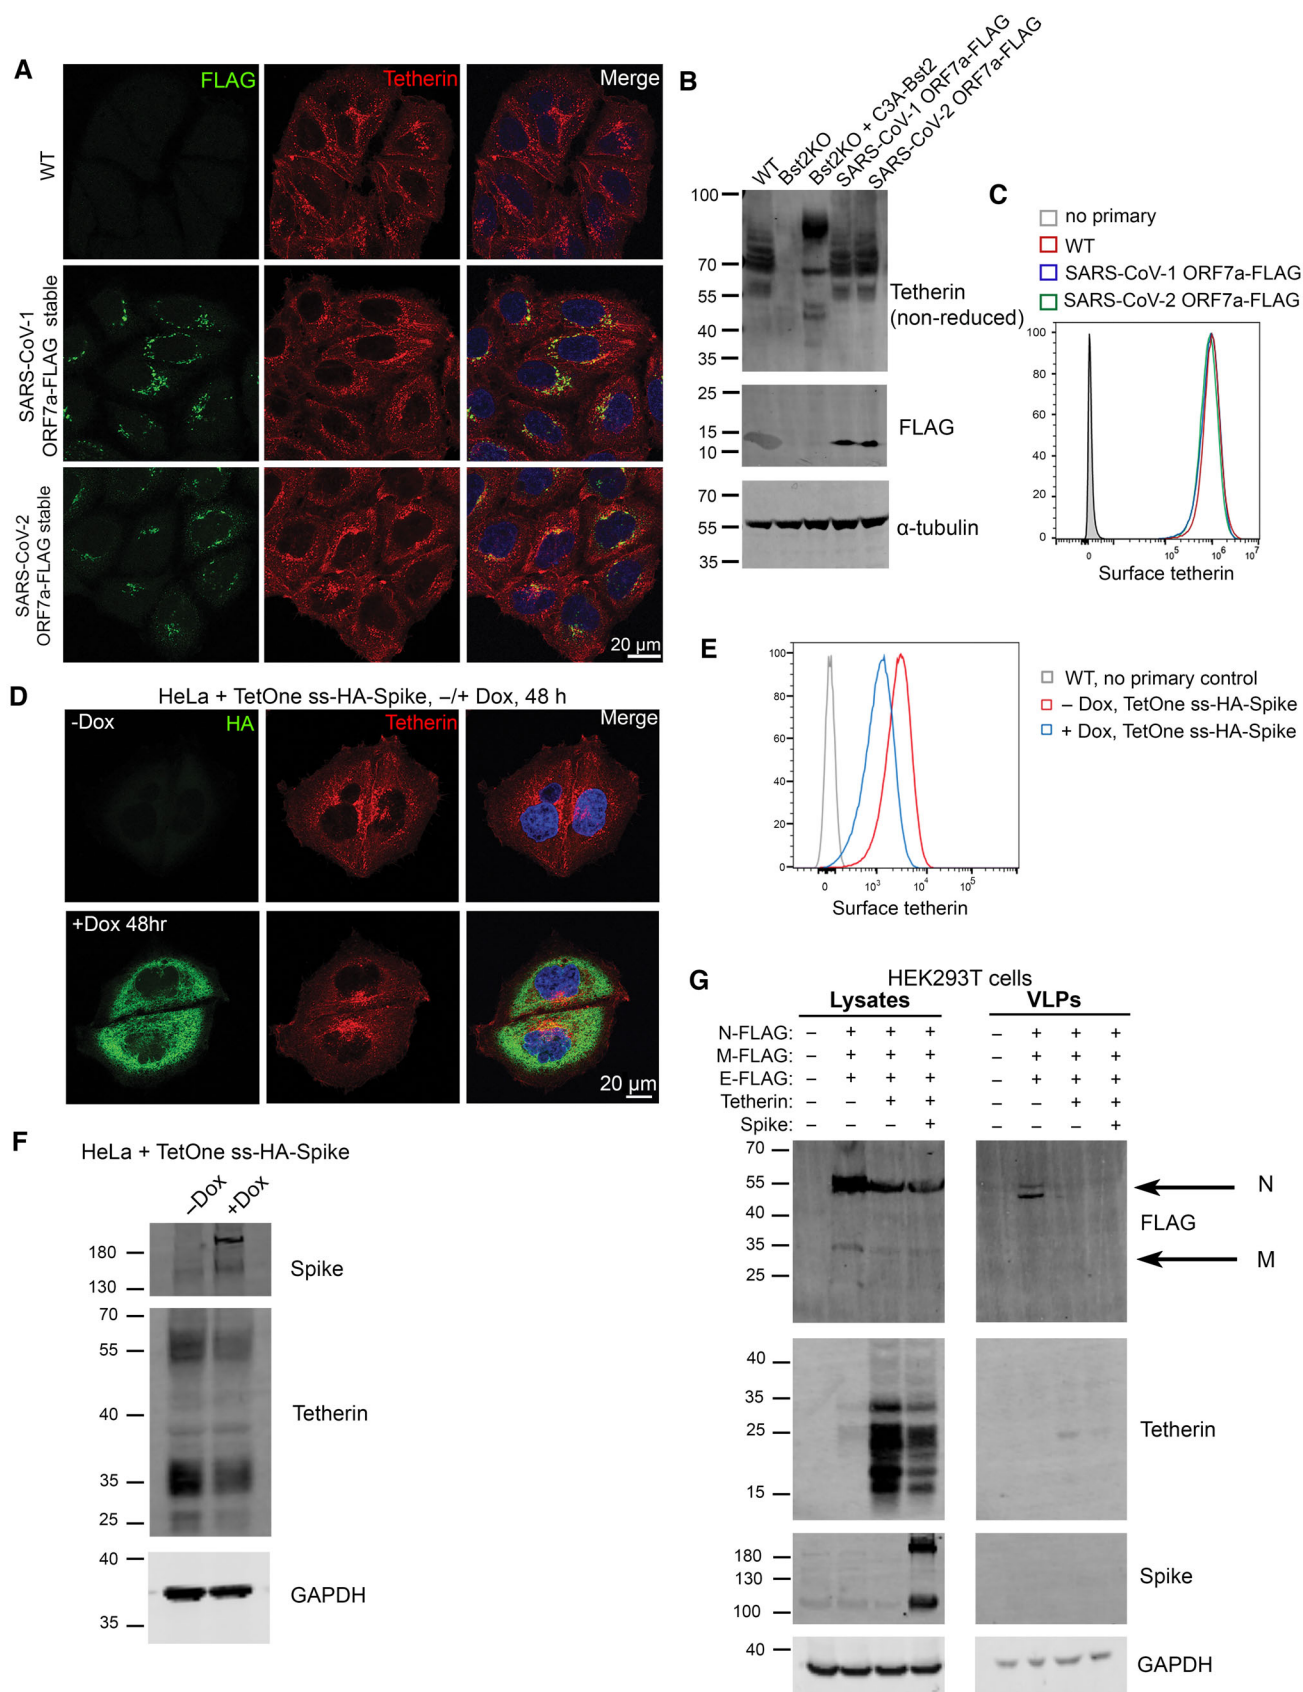 A
FLAG
Tetherin
Merge
WT
SARS-CoV-1
ORF7a-FLAG stable
SARS-CoV-2
ORF7a-FLAG stable
20 µm
B
WT
Bst2KO
Bst2KO + C3A-Bst2
SARS-CoV-1 ORF7a-FLAG
SARS-CoV-2 ORF7a-FLAG
100
70
55
40
35
Tetherin
(non-reduced)
25
15
10
FLAG
70
55
35
α-tubulin
C
no primary
WT
SARS-CoV-1 ORF7a-FLAG
SARS-CoV-2 ORF7a-FLAG
100
80
60
40
20
0
0 10⁵ 10⁶ 10⁷
Surface tetherin
D
HeLa + TetOne ss-HA-Spike, –/+ Dox, 48 h
-Dox
HA
Tetherin
Merge
+Dox 48hr
20 µm
E
100
80
60
40
20
0
0 10³ 10⁴ 10⁵
Surface tetherin
WT, no primary control
– Dox, TetOne ss-HA-Spike
+ Dox, TetOne ss-HA-Spike
F
HeLa + TetOne ss-HA-Spike
–Dox
+Dox
180
130
Spike
70
55
40
35
25
Tetherin
40
35
GAPDH
G
HEK293T cells
Lysates
VLPs
N-FLAG: – + + + – + + +
M-FLAG: – + + + – + + +
E-FLAG: – + + + – + + +
Tetherin: – – + + – – + +
Spike: – – – + – – – +
70
55
40
35
25
N
FLAG
M
40
35
25
15
Tetherin
180
130
100
Spike
40
GAPDH